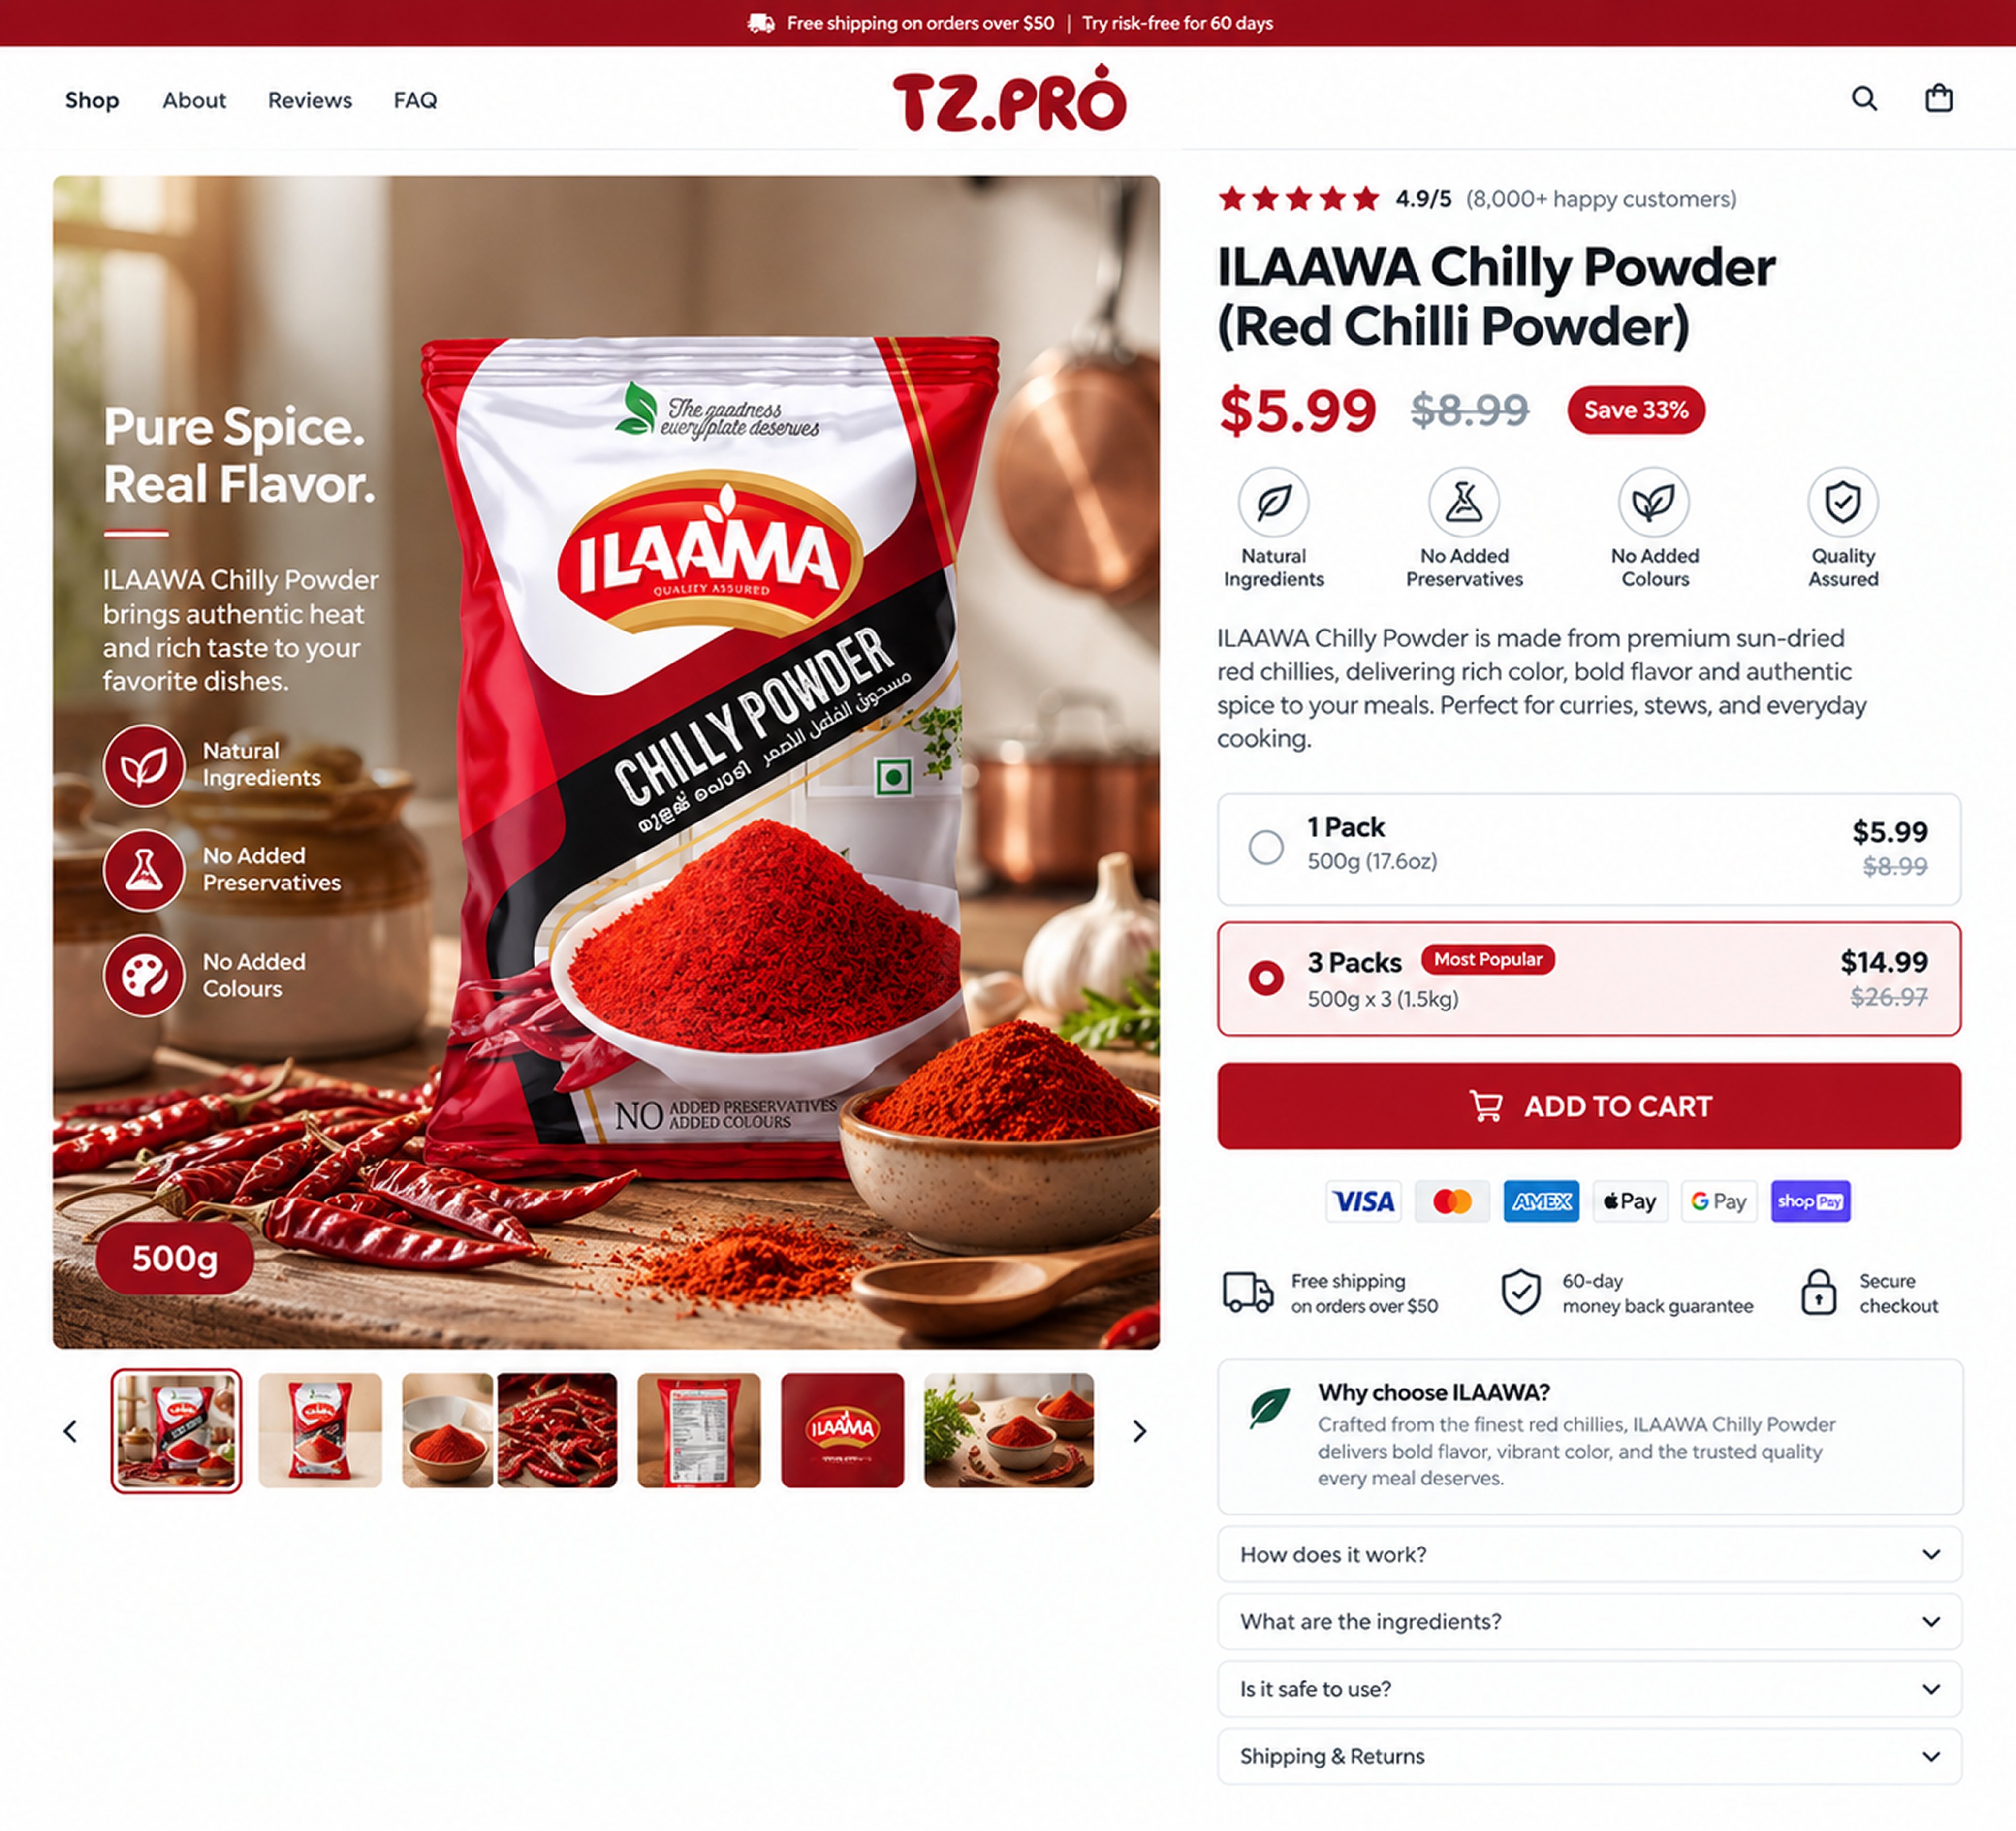 Free shipping on orders over $50 | Try risk-free for 60 days
Shop About Reviews FAQ
TZ.PRO
Pure Spice.
Real Flavor.
ILAAWA Chilly Powder
brings authentic heat
and rich taste to your
favorite dishes.
Natural
Ingredients
No Added
Preservatives
No Added
Colours
500g
The goodness
every plate deserves
ILAAMA
QUALITY ASSURED
CHILLY POWDER
NO ADDED PRESERVATIVES
ADDED COLOURS
ILAAMA
4.9/5 (8,000+ happy customers)
ILAAWA Chilly Powder
(Red Chilli Powder)
$5.99 $8.99 Save 33%
Natural
Ingredients
No Added
Preservatives
No Added
Colours
Quality
Assured
ILAAWA Chilly Powder is made from premium sun-dried
red chillies, delivering rich color, bold flavor and authentic
spice to your meals. Perfect for curries, stews, and everyday
cooking.
1 Pack $5.99
500g (17.6oz) $8.99
3 Packs Most Popular $14.99
500g x 3 (1.5kg) $26.97
ADD TO CART
VISA AMEX Pay G Pay shop Pay
Free shipping
on orders over $50
60-day
money back guarantee
Secure
checkout
Why choose ILAAWA?
Crafted from the finest red chillies, ILAAWA Chilly Powder
delivers bold flavor, vibrant color, and the trusted quality
every meal deserves.
How does it work?
What are the ingredients?
Is it safe to use?
Shipping & Returns